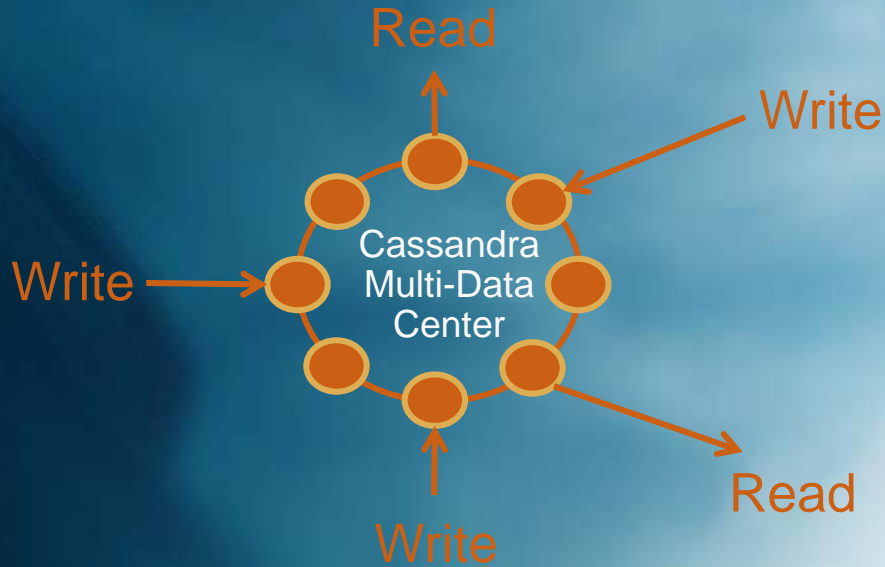 Read
Write
Cassandra
Multi-Data
Center
Write
Read
Write